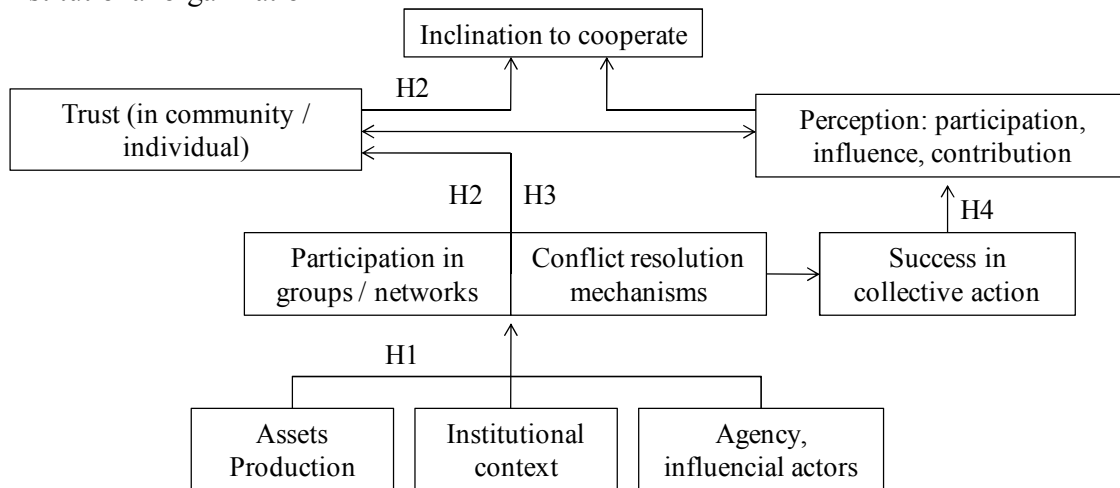 Inclination to cooperate
H2
Trust (in community /
individual)
Perception: participation,
influence, contribution
H2
H3
H4
Participation in
groups / networks
Conflict resolution
mechanisms
Success in
collective action
H1
Assets
Production
Institutional
context
Agency,
influencial actors